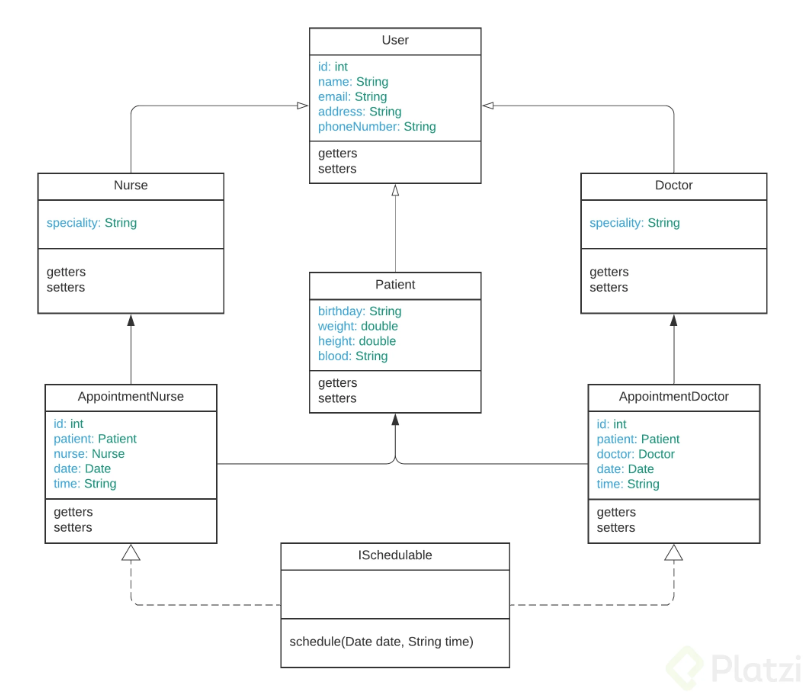 User
id: int
name: String
email: String
address: String
phoneNumber: String
getters
setters
Nurse
speciality: String
getters
setters
Doctor
speciality: String
getters
setters
Patient
birthday: String
weight: double
height: double
blood: String
getters
setters
AppointmentNurse
id: int
patient: Patient
nurse: Nurse
date: Date
time: String
getters
setters
AppointmentDoctor
id: int
patient: Patient
doctor: Doctor
date: Date
time: String
getters
setters
ISchedulable
schedule(Date date, String time)
Platzi